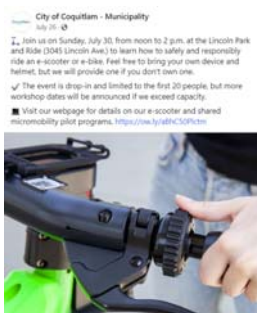 City of Coquitlam - Municipality
July 26
Join us on Sunday, July 30, from noon to 2 p.m. at the Lincoln Park
and Ride (3045 Lincoln Ave.) to learn how to safely and responsibly
ride an e-scooter or e-bike. Feel free to bring your own device and
helmet, but we will provide one if you don't own one.
✓ The event is drop-in and limited to the first 20 people, but more
workshop dates will be announced if we exceed capacity.
Visit our webpage for details on our e-scooter and shared
micromobility pilot programs.